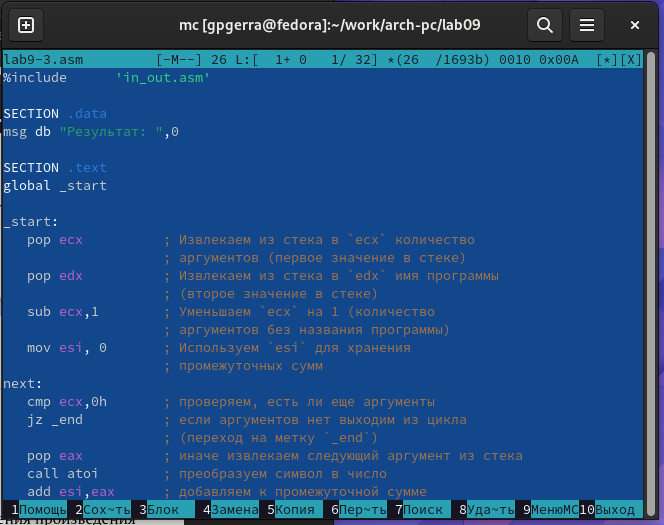 mc [gpgerra@fedora]:~/work/arch-pc/lab09
lab9-3.asm [-M--] 26 L:[ 1+ 0 1/ 32] *(26 /1693b) 0010 0x00A [*][X]
%include 'in_out.asm'
SECTION .data
msg db "Результат: ",0
SECTION .text
global _start
_start:
pop ecx ; Извлекаем из стека в `ecx` количество
; аргументов (первое значение в стеке)
pop edx ; Извлекаем из стека в `edx` имя программы
; (второе значение в стеке)
sub ecx,1 ; Уменьшаем `ecx` на 1 (количество
; аргументов без названия программы)
mov esi, 0 ; Используем `esi` для хранения
; промежуточных сумм
next:
cmp ecx,0h ; проверяем, есть ли еще аргументы
jz _end ; если аргументов нет выходим из цикла
; (переход на метку `_end`)
pop eax ; иначе извлекаем следующий аргумент из стека
call atoi ; преобразуем символ в число
add esi,eax ; добавляем к промежуточной сумме
1Помощь 2Сох~ть 3Блок 4Замена 5Копия 6Пер~ть 7Поиск 8Уда~ть 9МенюMC 10Выход